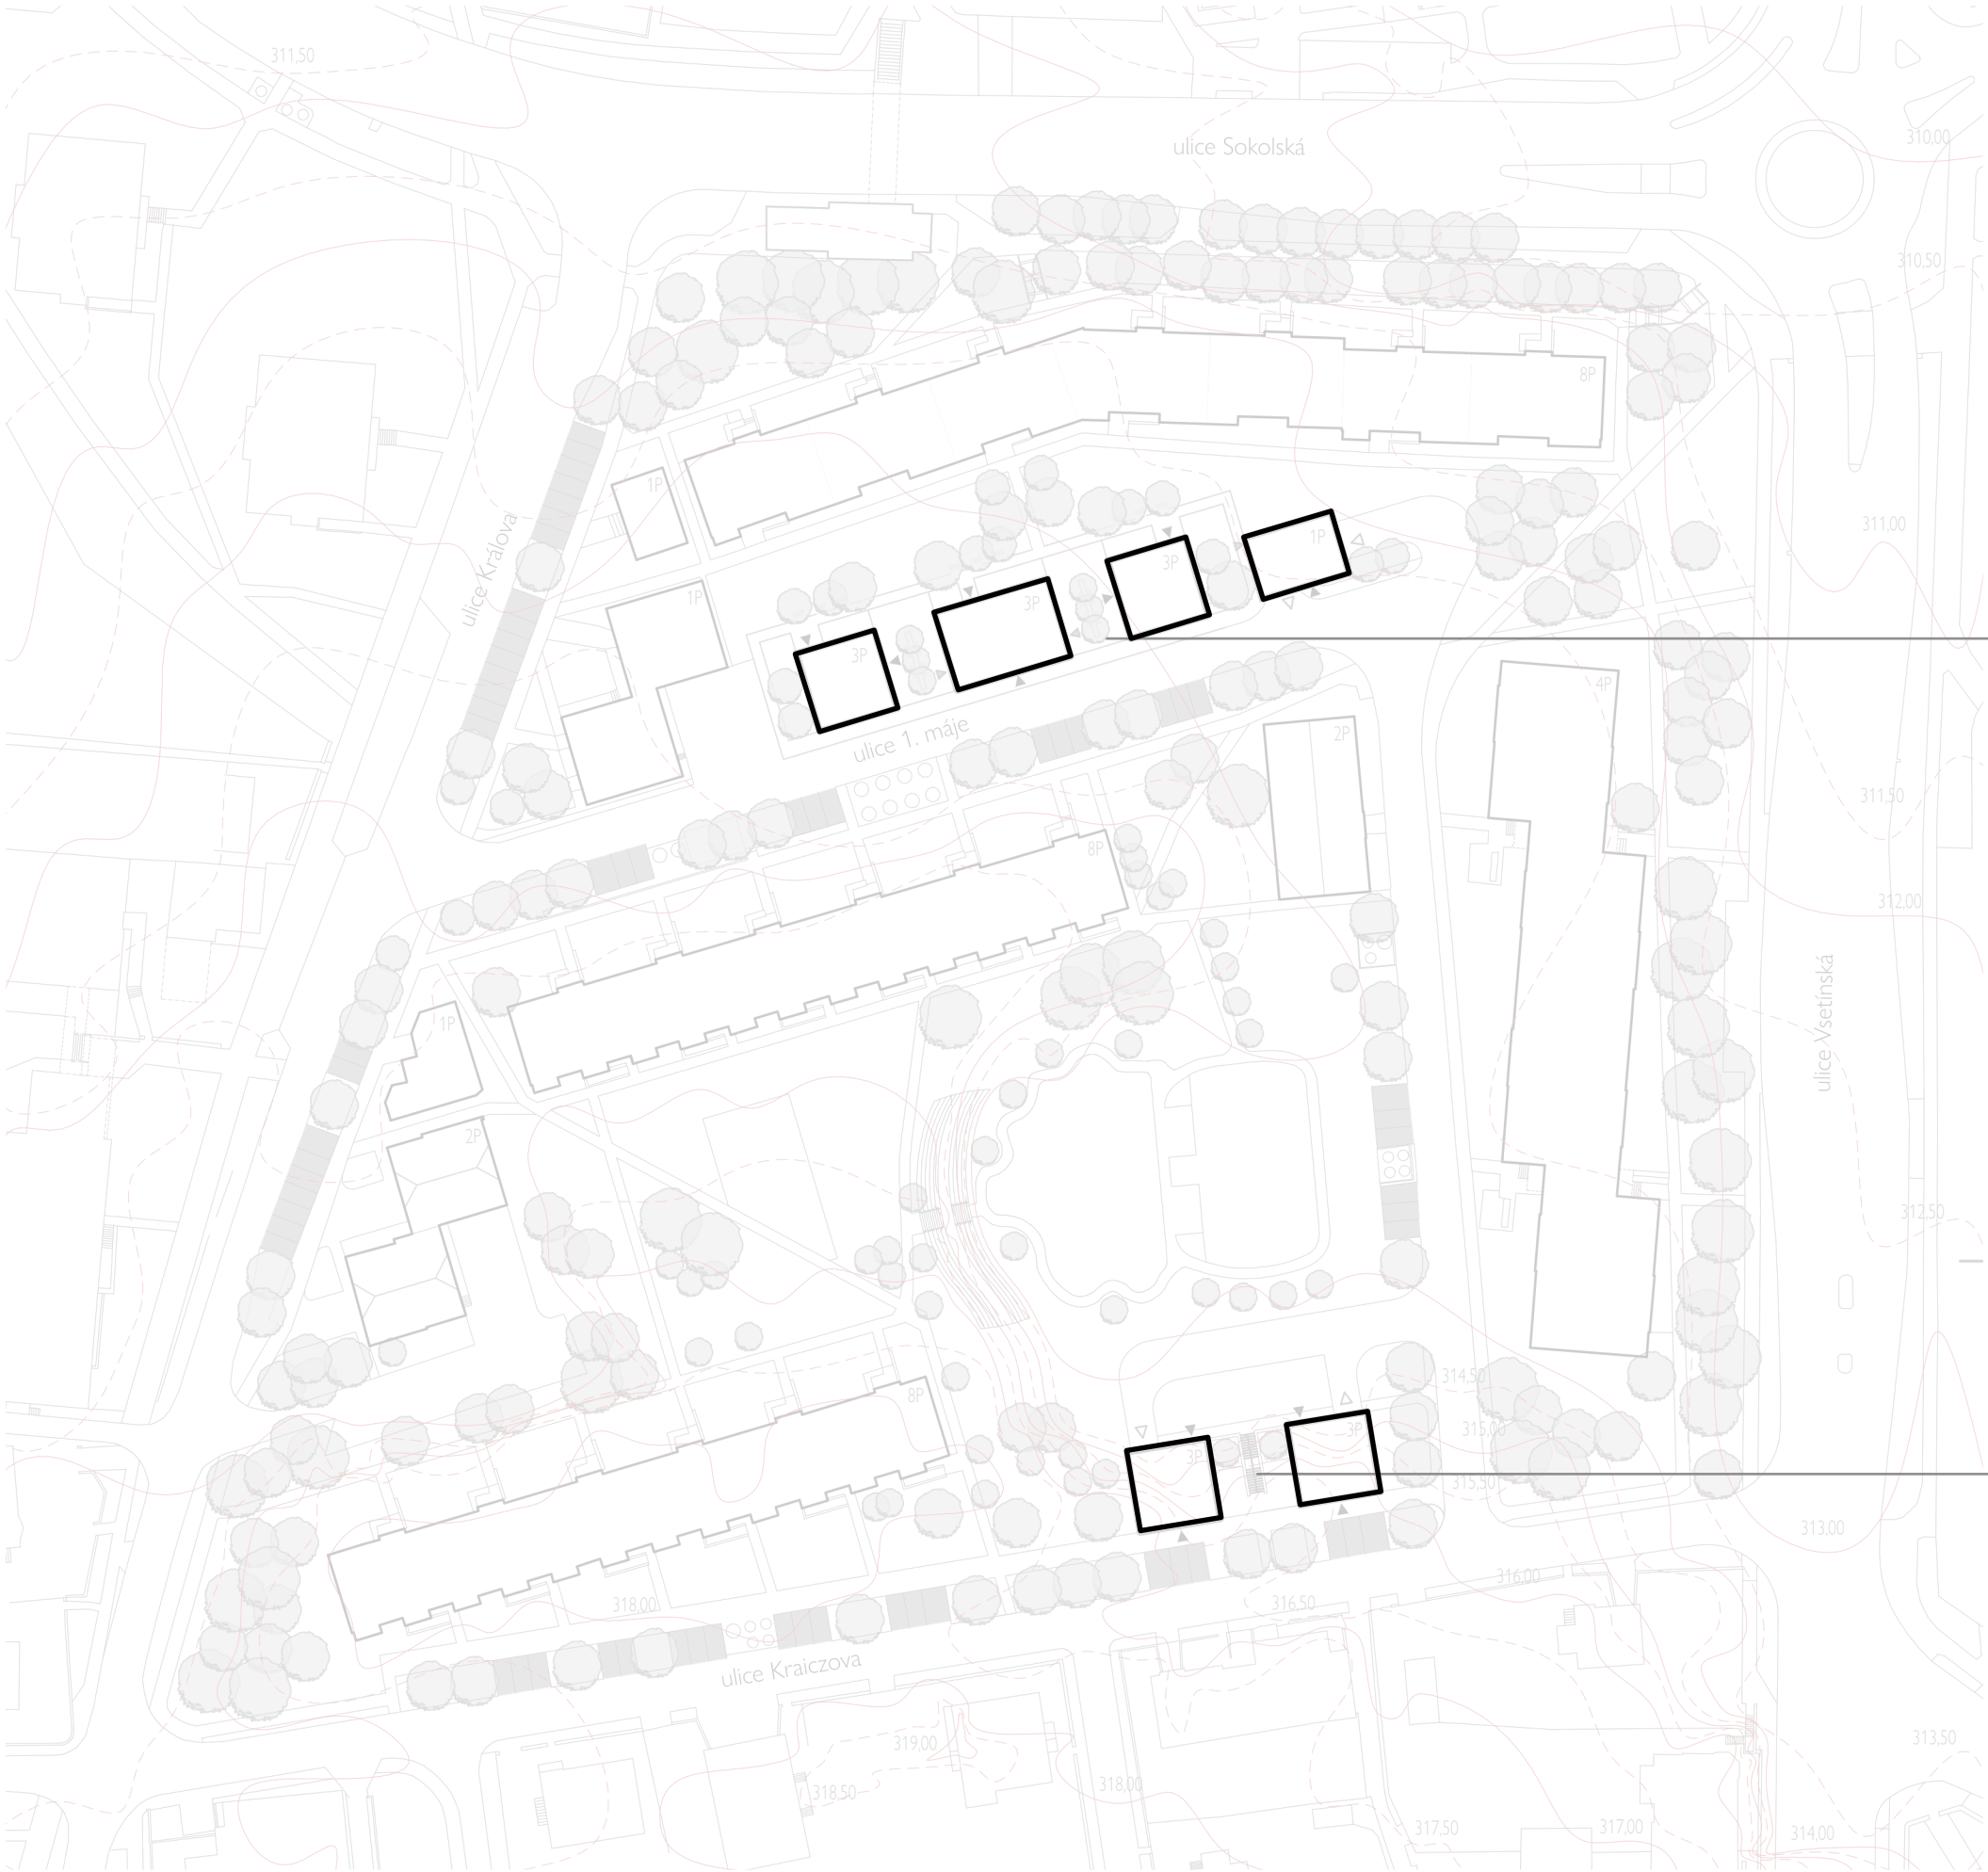 311,50
310,00
ulice Sokolská
310,50
8P
1P
ulice Králova
311,00
1P
3P
1P
3P
3P
4P
ulice 1. máje
2P
311,50
8P
312,00
ulice Vsetínská
1P
2P
312,50
314,50
8P
3P
315,00
3P
315,50
313,00
316,00
318,00
316,50
ulice Kraiczova
319,00
313,50
318,50
318,00
317,50
317,00
314,00